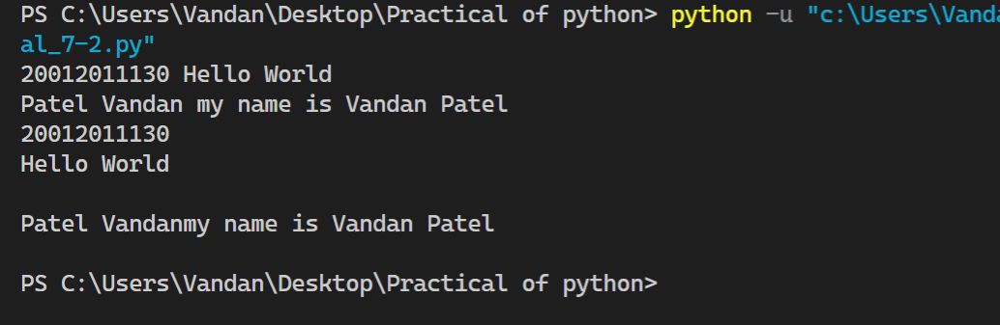 PS C:\Users\Vandan\Desktop\Practical of python> python -u "c:\Users\Vand
al_7-2.py"
20012011130 Hello World
Patel Vandan my name is Vandan Patel
20012011130
Hello World
Patel Vandanmy name is Vandan Patel
PS C:\Users\Vandan\Desktop\Practical of python>